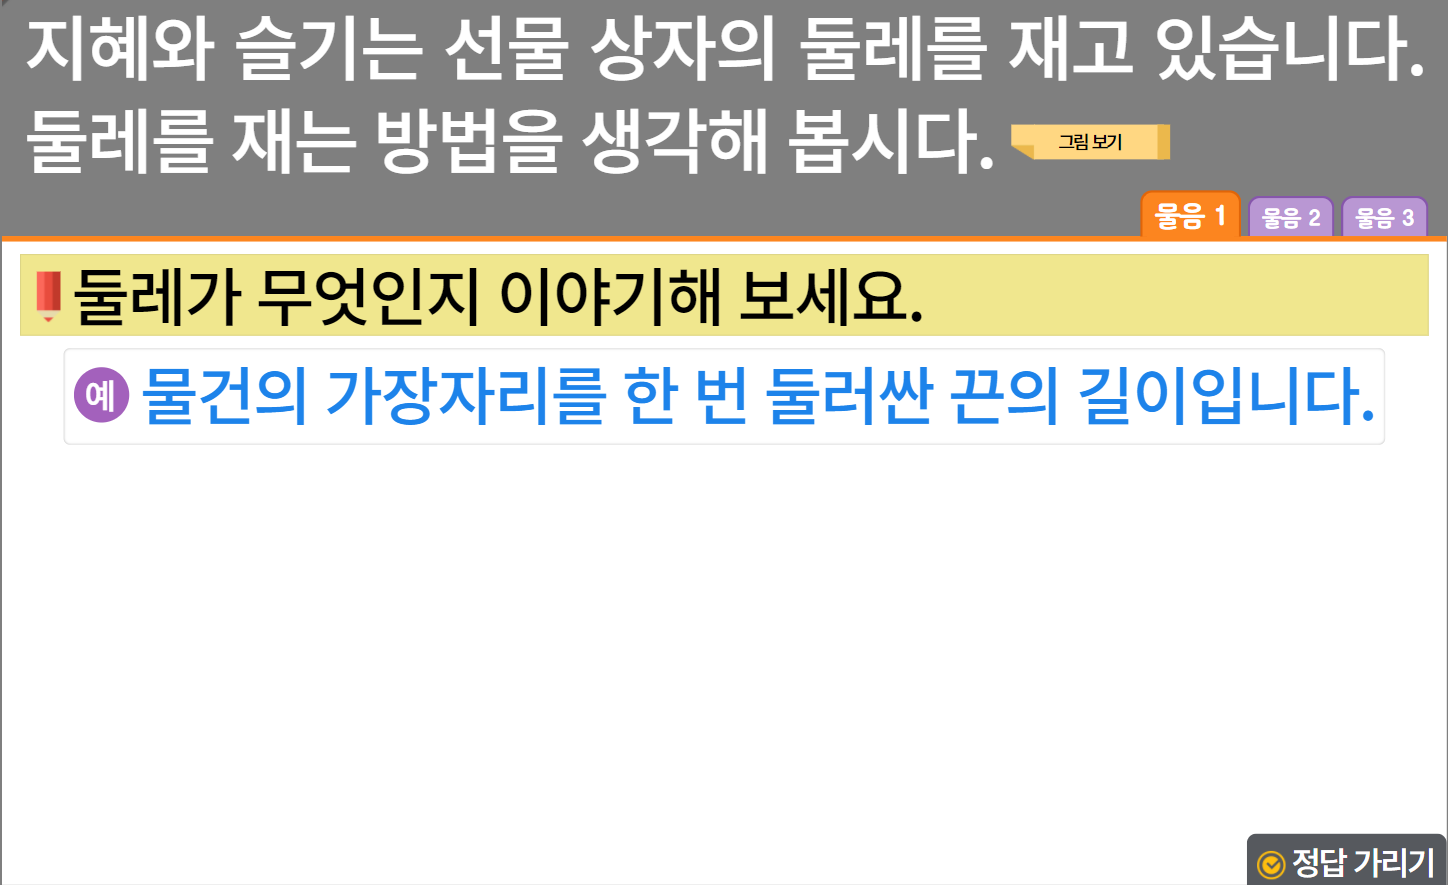 지혜와 슬기는 선물 상자의 둘레를 재고 있습니다.
둘레를 재는 방법을 생각해 봅시다. 그림 보기
물음 1 물음 2 물음 3
둘레가 무엇인지 이야기해 보세요.
예 물건의 가장자리를 한 번 둘러싼 끈의 길이입니다.
정답 가리기